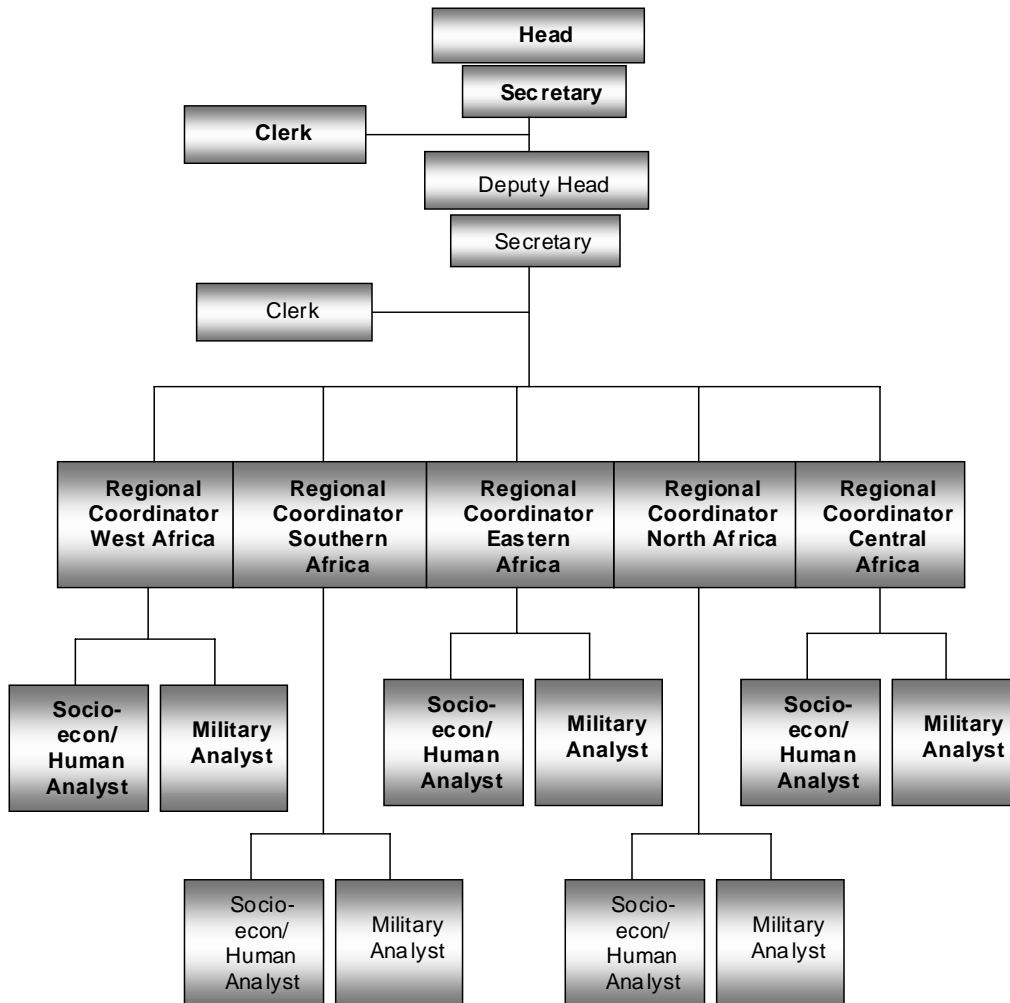 Head
Secretary
Clerk
Deputy Head
Secretary
Clerk
Regional
Coordinator
West Africa
Regional
Coordinator
Southern
Africa
Regional
Coordinator
Eastern
Africa
Regional
Coordinator
North Africa
Regional
Coordinator
Central
Africa
Socio-
econ/
Human
Analyst
Military
Analyst
Socio-
econ/
Human
Analyst
Military
Analyst
Socio-
econ/
Human
Analyst
Military
Analyst
Socio-
econ/
Human
Analyst
Military
Analyst
Socio-
econ/
Human
Analyst
Military
Analyst